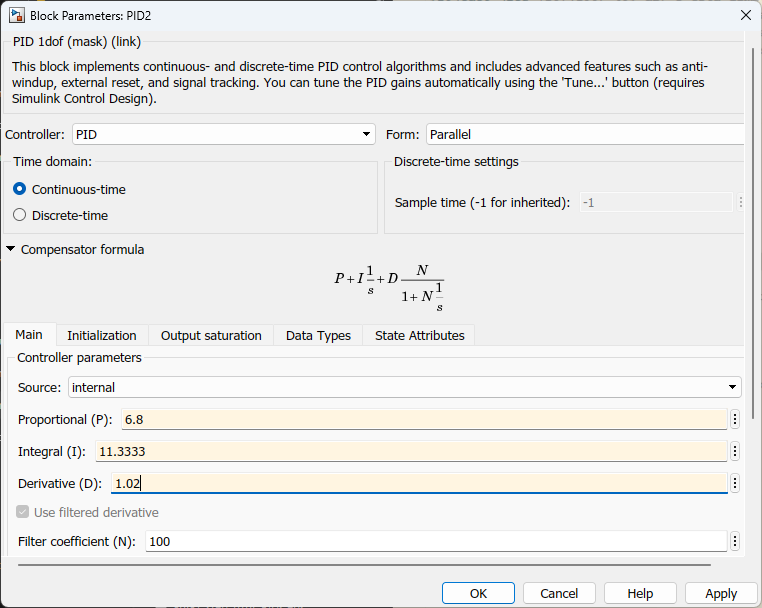 Block Parameters: PID2
PID 1dof (mask) (link)
This block implements continuous- and discrete-time PID control algorithms and includes advanced features such as anti-
windup, external reset, and signal tracking. You can tune the PID gains automatically using the 'Tune...' button (requires
Simulink Control Design).
Controller: PID Form: Parallel
Time domain: Discrete-time settings
Continuous-time
Sample time (-1 for inherited): -1
Discrete-time
Compensator formula
P + I 1/s + D N/(1 + N 1/s)
Main Initialization Output saturation Data Types State Attributes
Controller parameters
Source: internal
Proportional (P): 6.8
Integral (I): 11.3333
Derivative (D): 1.02
Use filtered derivative
Filter coefficient (N): 100
OK Cancel Help Apply